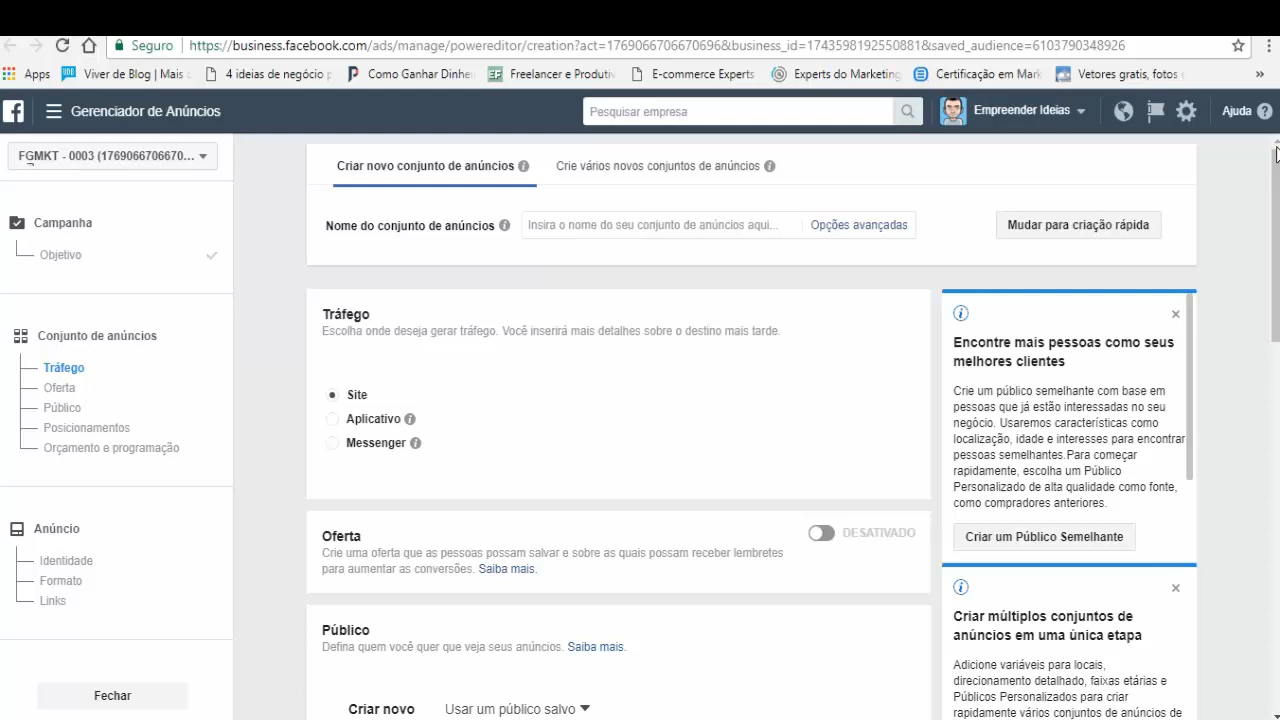 Seguro
https://business.facebook.com/ads/manage/powereditor/creation?act=1769066706670696&business_id=1743598192550881&saved_audience=6103790348926
Apps
Viver de Blog | Mais
4 ideias de negócio
Como Ganhar Dinhe
Freelancer e Produti
E-commerce Experts
Experts do Marketing
Certificação em Mark
Vetores gratis, fotos
»
Gerenciador de Anúncios
Pesquisar empresa
Empreender Ideias
Ajuda
FGMKT - 0003 (1769066706670...
Criar novo conjunto de anúncios
Crie vários novos conjuntos de anúncios
Nome do conjunto de anúncios
Insira o nome do seu conjunto de anúncios aqui...
Opções avançadas
Mudar para criação rápida
Campanha
Objetivo
Conjunto de anúncios
Tráfego
Oferta
Público
Posicionamentos
Orçamento e programação
Anúncio
Identidade
Formato
Links
Fechar
Tráfego
Escolha onde deseja gerar tráfego. Você inserirá mais detalhes sobre o destino mais tarde.
Site
Aplicativo
Messenger
Oferta
DESATIVADO
Crie uma oferta que as pessoas possam salvar e sobre as quais possam receber lembretes
para aumentar as conversões. Saiba mais.
Público
Defina quem você quer que veja seus anúncios. Saiba mais.
Criar novo
Usar um público salvo
Encontre mais pessoas como seus
melhores clientes
Crie um público semelhante com base em
pessoas que já estão interessadas no seu
negócio. Usaremos características como
localização, idade e interesses para encontrar
pessoas semelhantes.Para começar
rapidamente, escolha um Público
Personalizado de alta qualidade como fonte,
como compradores anteriores.
Criar um Público Semelhante
Criar múltiplos conjuntos de
anúncios em uma única etapa
Adicione variáveis para locais,
direcionamento detalhado, faixas etárias e
Públicos Personalizados para criar
rapidamente vários conjuntos de anúncios de